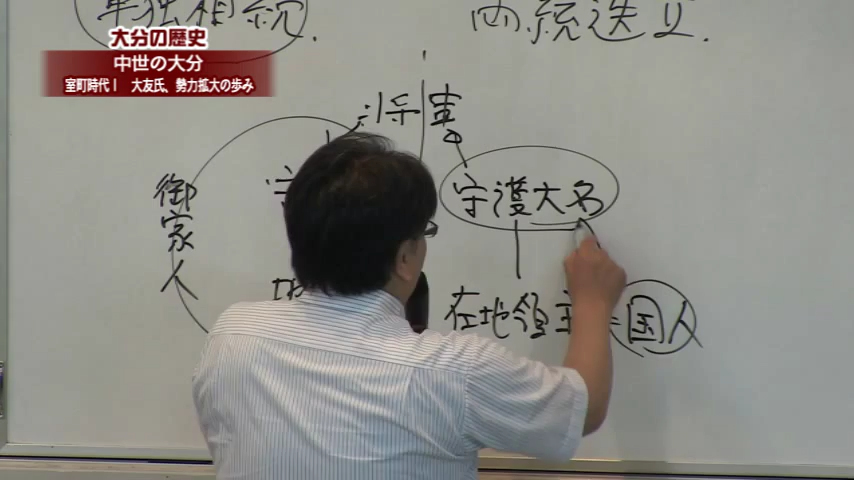 大分の歴史
中世の大分
室町時代Ⅰ 大友氏、勢力拡大の歩み
単独相続.
両統迭立.
将軍
御家人
守護大名
在地領主=国人